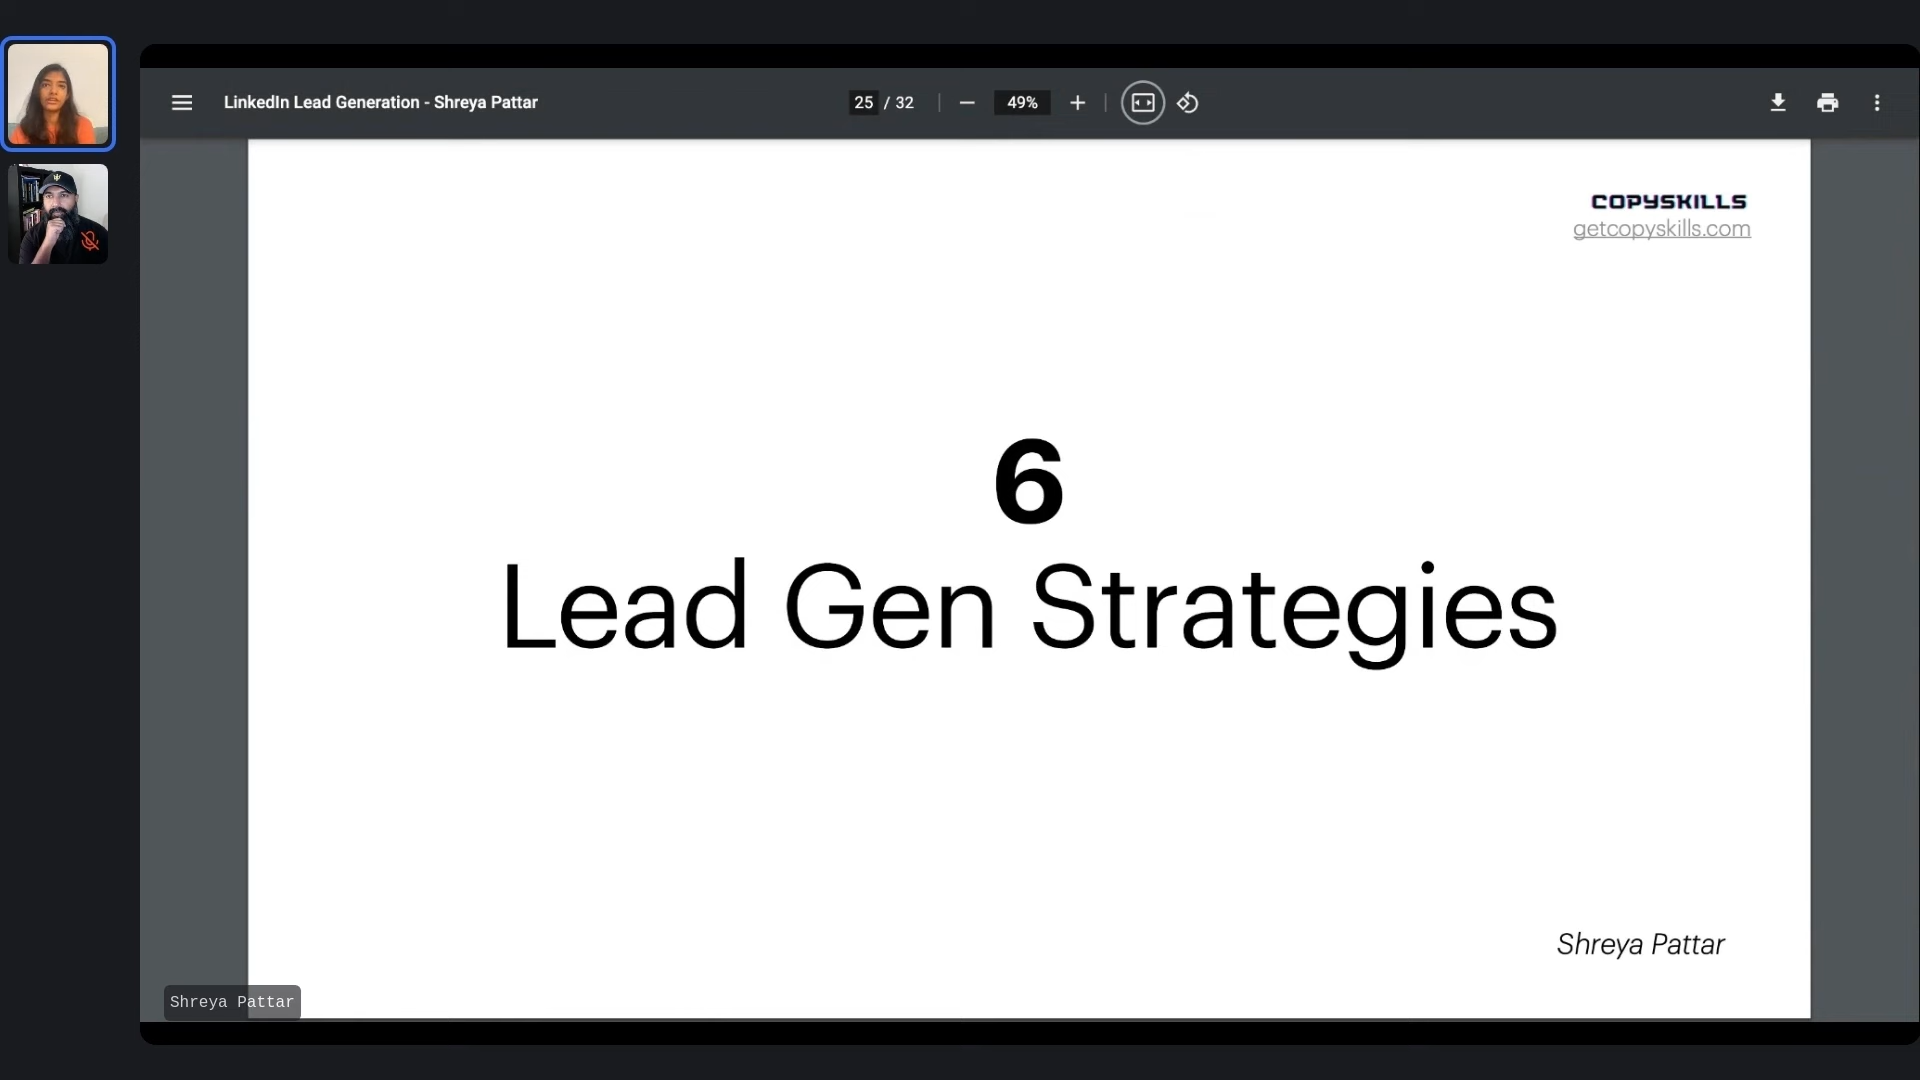 LinkedIn Lead Generation - Shreya Pattar
25 / 32
49%
COPYSKILLS
getcopyskills.com
6
Lead Gen Strategies
Shreya Pattar
Shreya Pattar